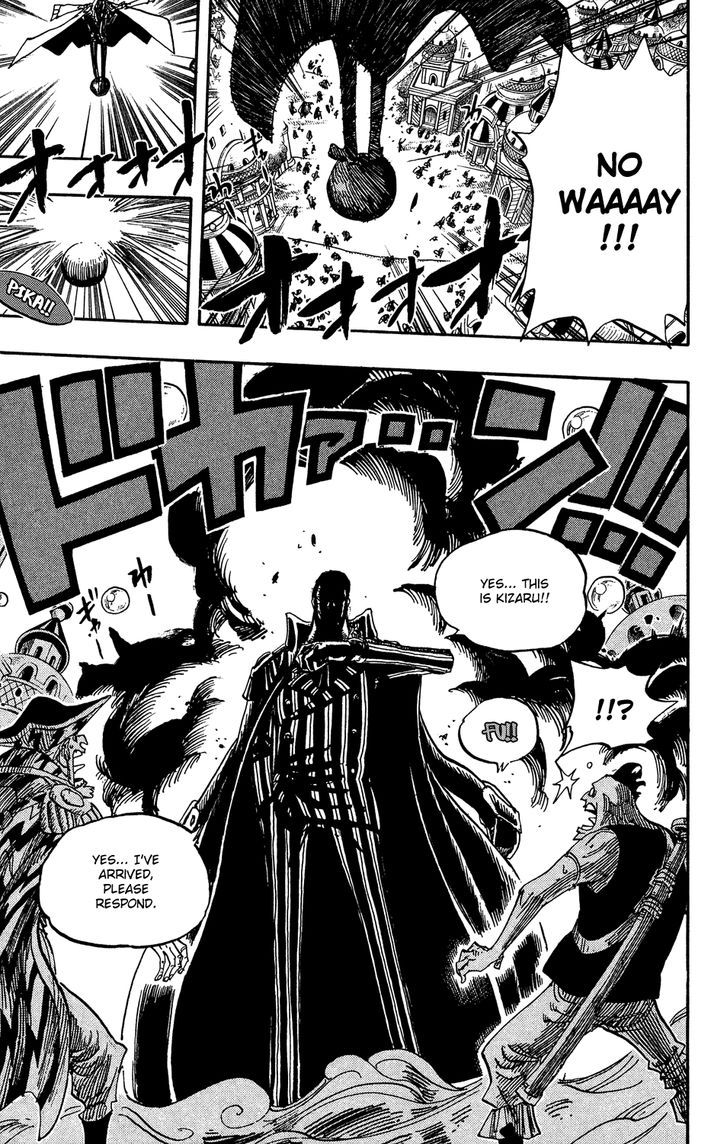 NO
WAAAAY
!!!
オオオオ
オオオオ
PIKA!!
ドカァ…ン!!!
YES... THIS
IS KIZARU!!
FU!!
!!?
YES... I'VE
ARRIVED,
PLEASE
RESPOND.